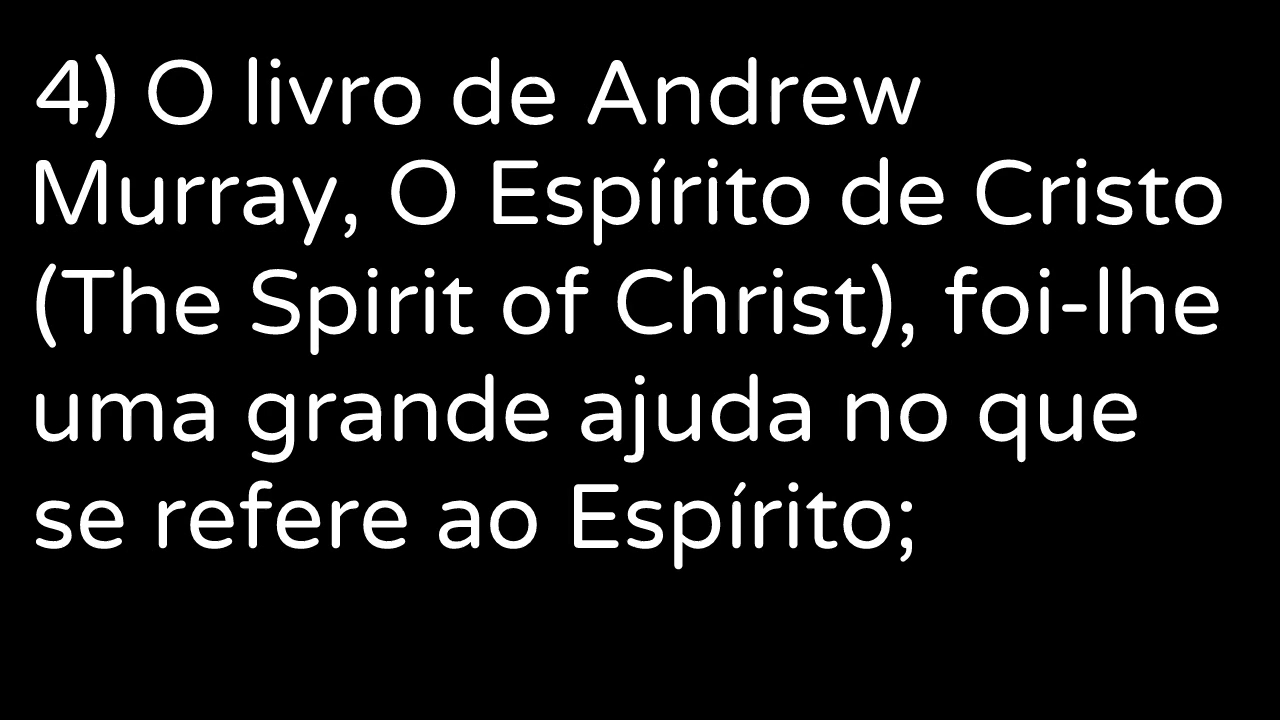 4) O livro de Andrew
Murray, O Espírito de Cristo
(The Spirit of Christ), foi-lhe
uma grande ajuda no que
se refere ao Espírito;